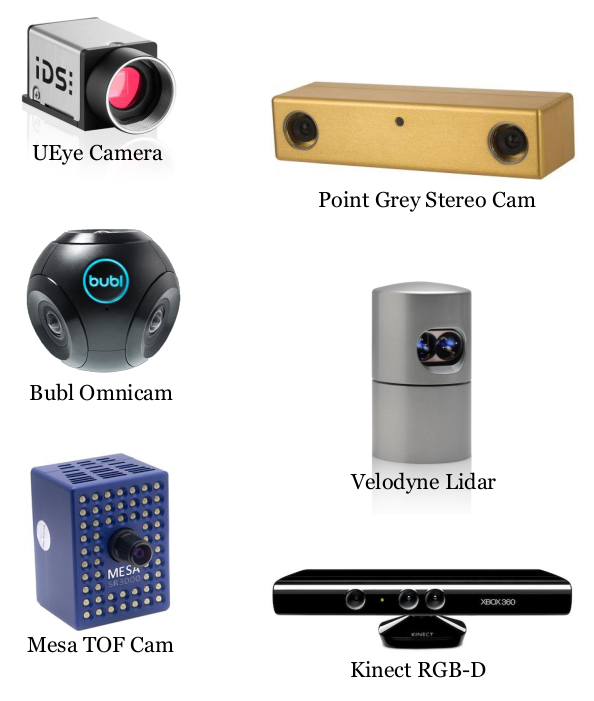 iDS:
UEye Camera
Point Grey Stereo Cam
bubl
Bubl Omnicam
Velodyne Lidar
MESA
SR3000
Mesa TOF Cam
XBOX 360
KINECT
Kinect RGB-D